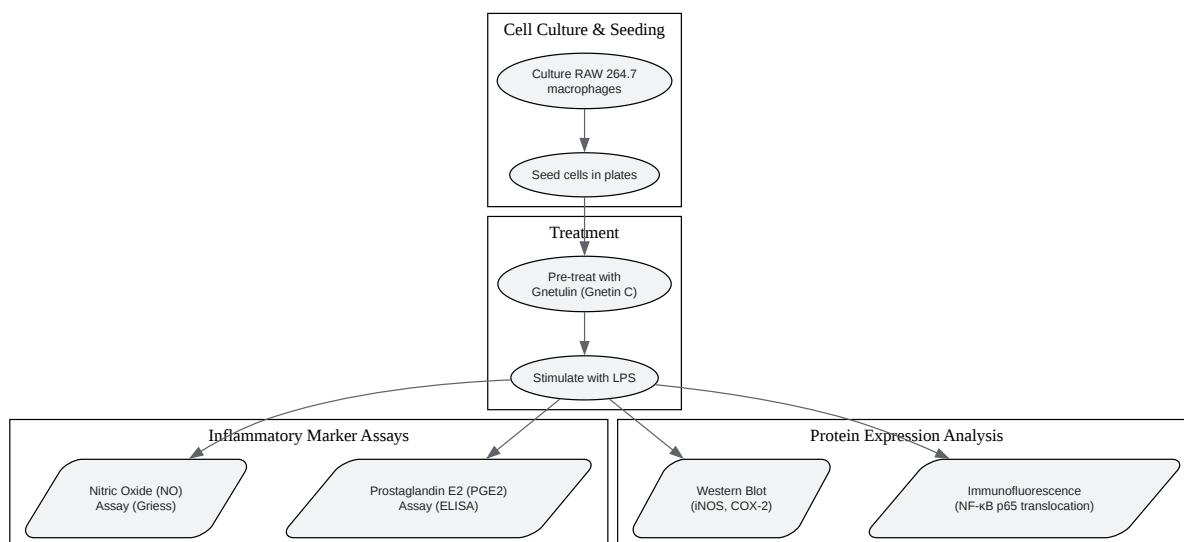 Cell Culture & Seeding
Culture RAW 264.7
macrophages
Seed cells in plates
Treatment
Pre-treat with
Gnetulin (Gnetin C)
Stimulate with LPS
Inflammatory Marker Assays
Nitric Oxide (NO)
Assay (Griess)
Prostaglandin E2 (PGE2)
Assay (ELISA)
Protein Expression Analysis
Western Blot
(iNOS, COX-2)
Immunofluorescence
(NF-κB p65 translocation)